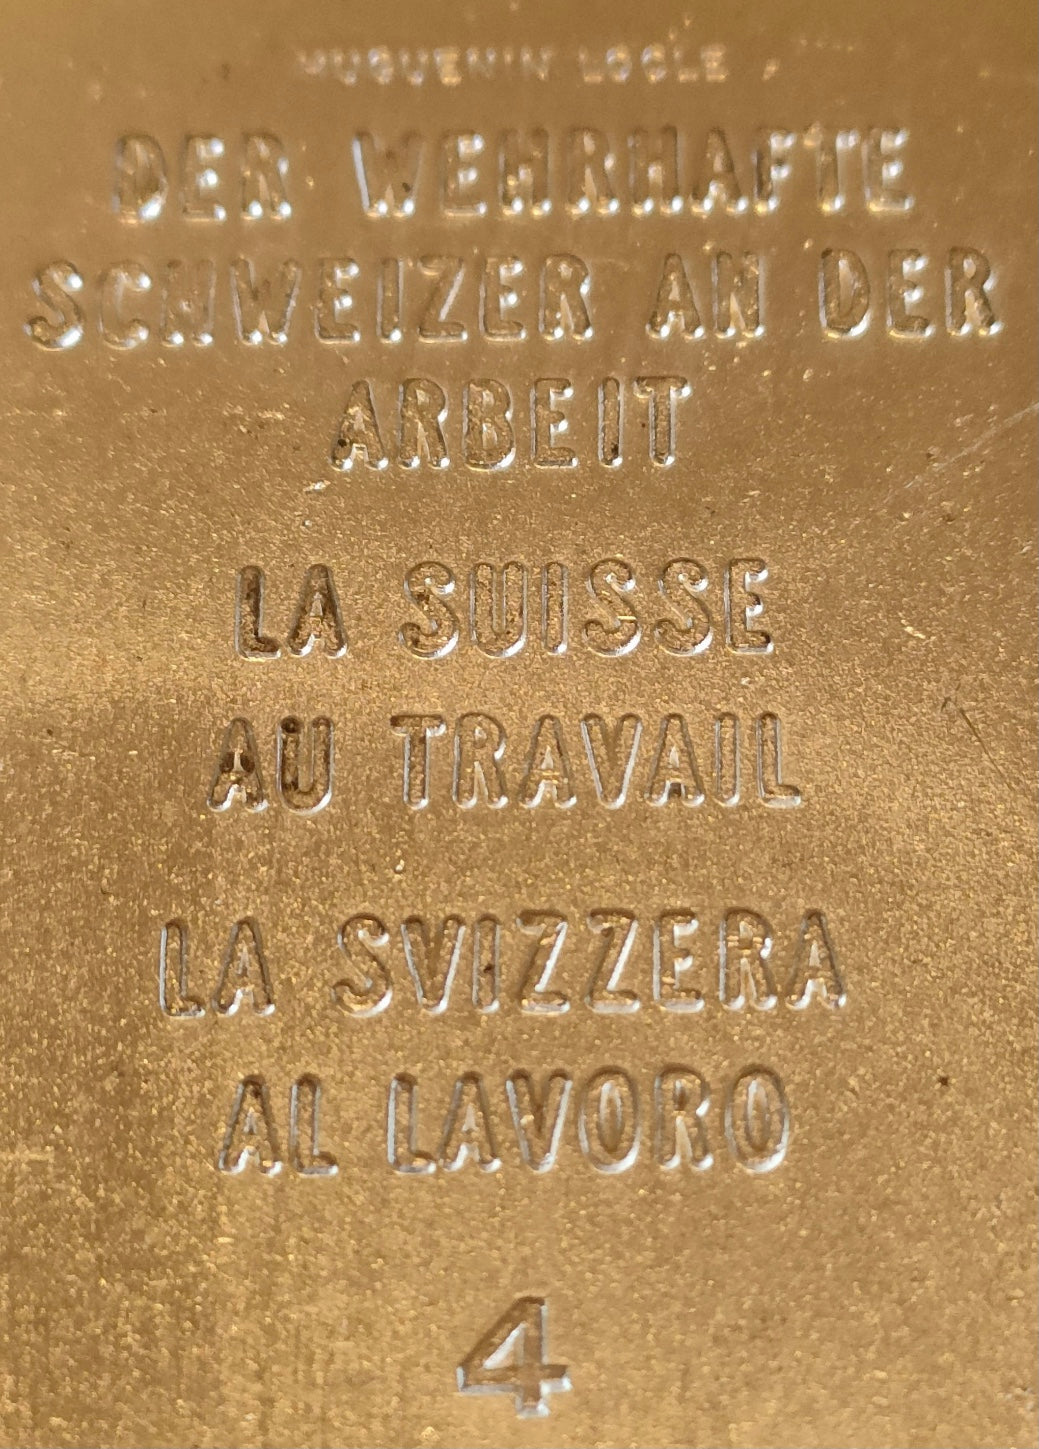 HUGUENIN LOCLE
DER WEHRHAFTE
SCHWEIZER AN DER
ARBEIT
LA SUISSE
AU TRAVAIL
LA SVIZZERA
AL LAVORO
4